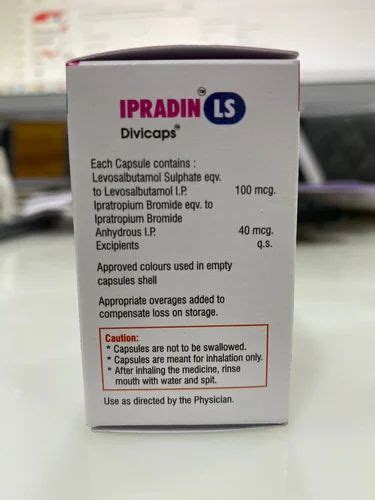 IPRADIN™ LS
Divicaps™
Each Capsule contains :
Levosalbutamol Sulphate eqv.
to Levosalbutamol I.P. 100 mcg.
Ipratropium Bromide eqv. to
Ipratropium Bromide
Anhydrous I.P. 40 mcg.
Excipients q.s.
Approved colours used in empty
capsules shell
Appropriate overages added to
compensate loss on storage.
Caution:
* Capsules are not to be swallowed.
* Capsules are meant for inhalation only.
* After inhaling the medicine, rinse
mouth with water and spit.
Use as directed by the Physician.